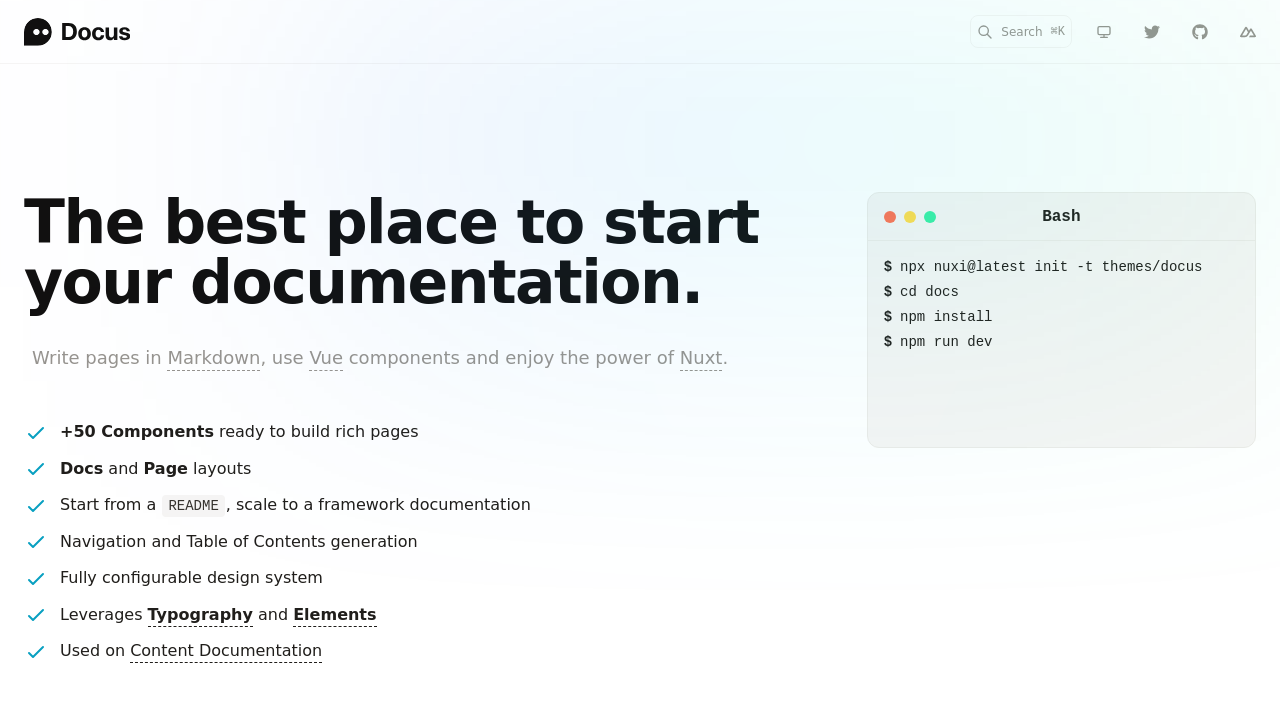 Docus
Search ⌘K
The best place to start
your documentation.
Write pages in Markdown, use Vue components and enjoy the power of Nuxt.
+50 Components ready to build rich pages
Docs and Page layouts
Start from a README, scale to a framework documentation
Navigation and Table of Contents generation
Fully configurable design system
Leverages Typography and Elements
Used on Content Documentation
Bash
$ npx nuxi@latest init -t themes/docus
$ cd docs
$ npm install
$ npm run dev